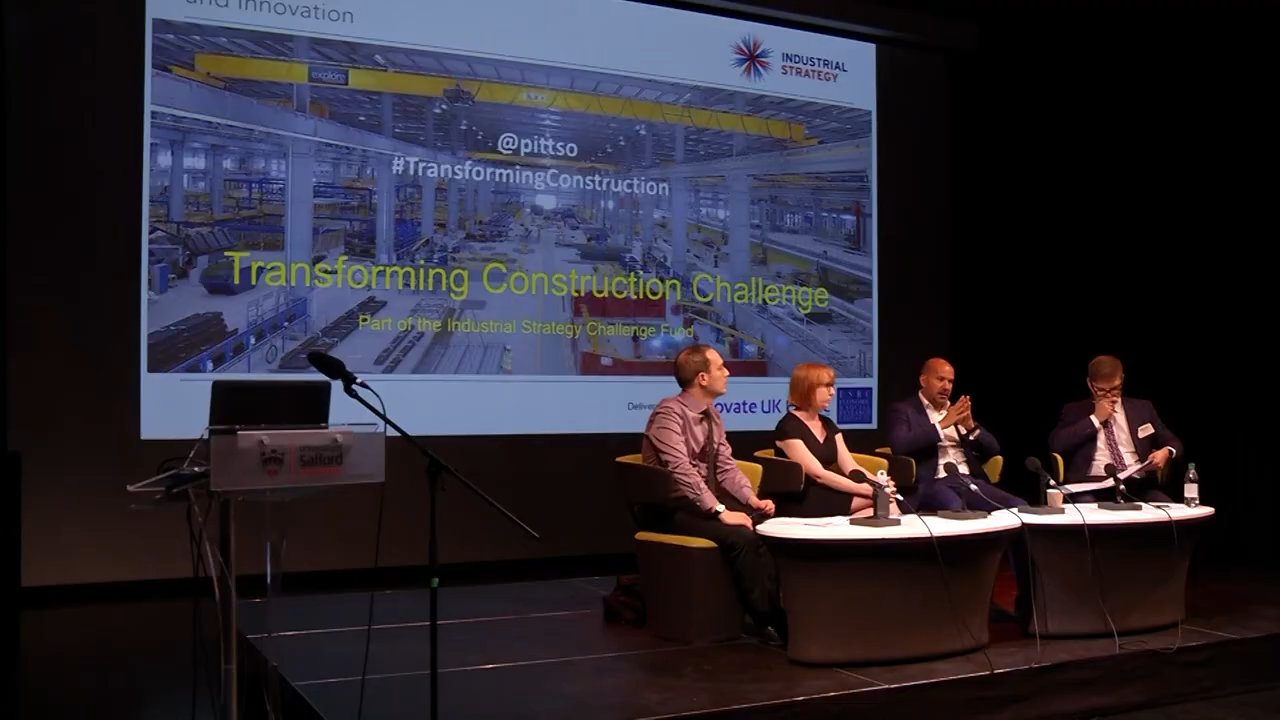 and Innovation
INDUSTRIAL
STRATEGY
explore
@pittso
#TransformingConstruction
Transforming Construction Challenge
Part of the Industrial Strategy Challenge Fund
ovate UK
E S R C
Salford